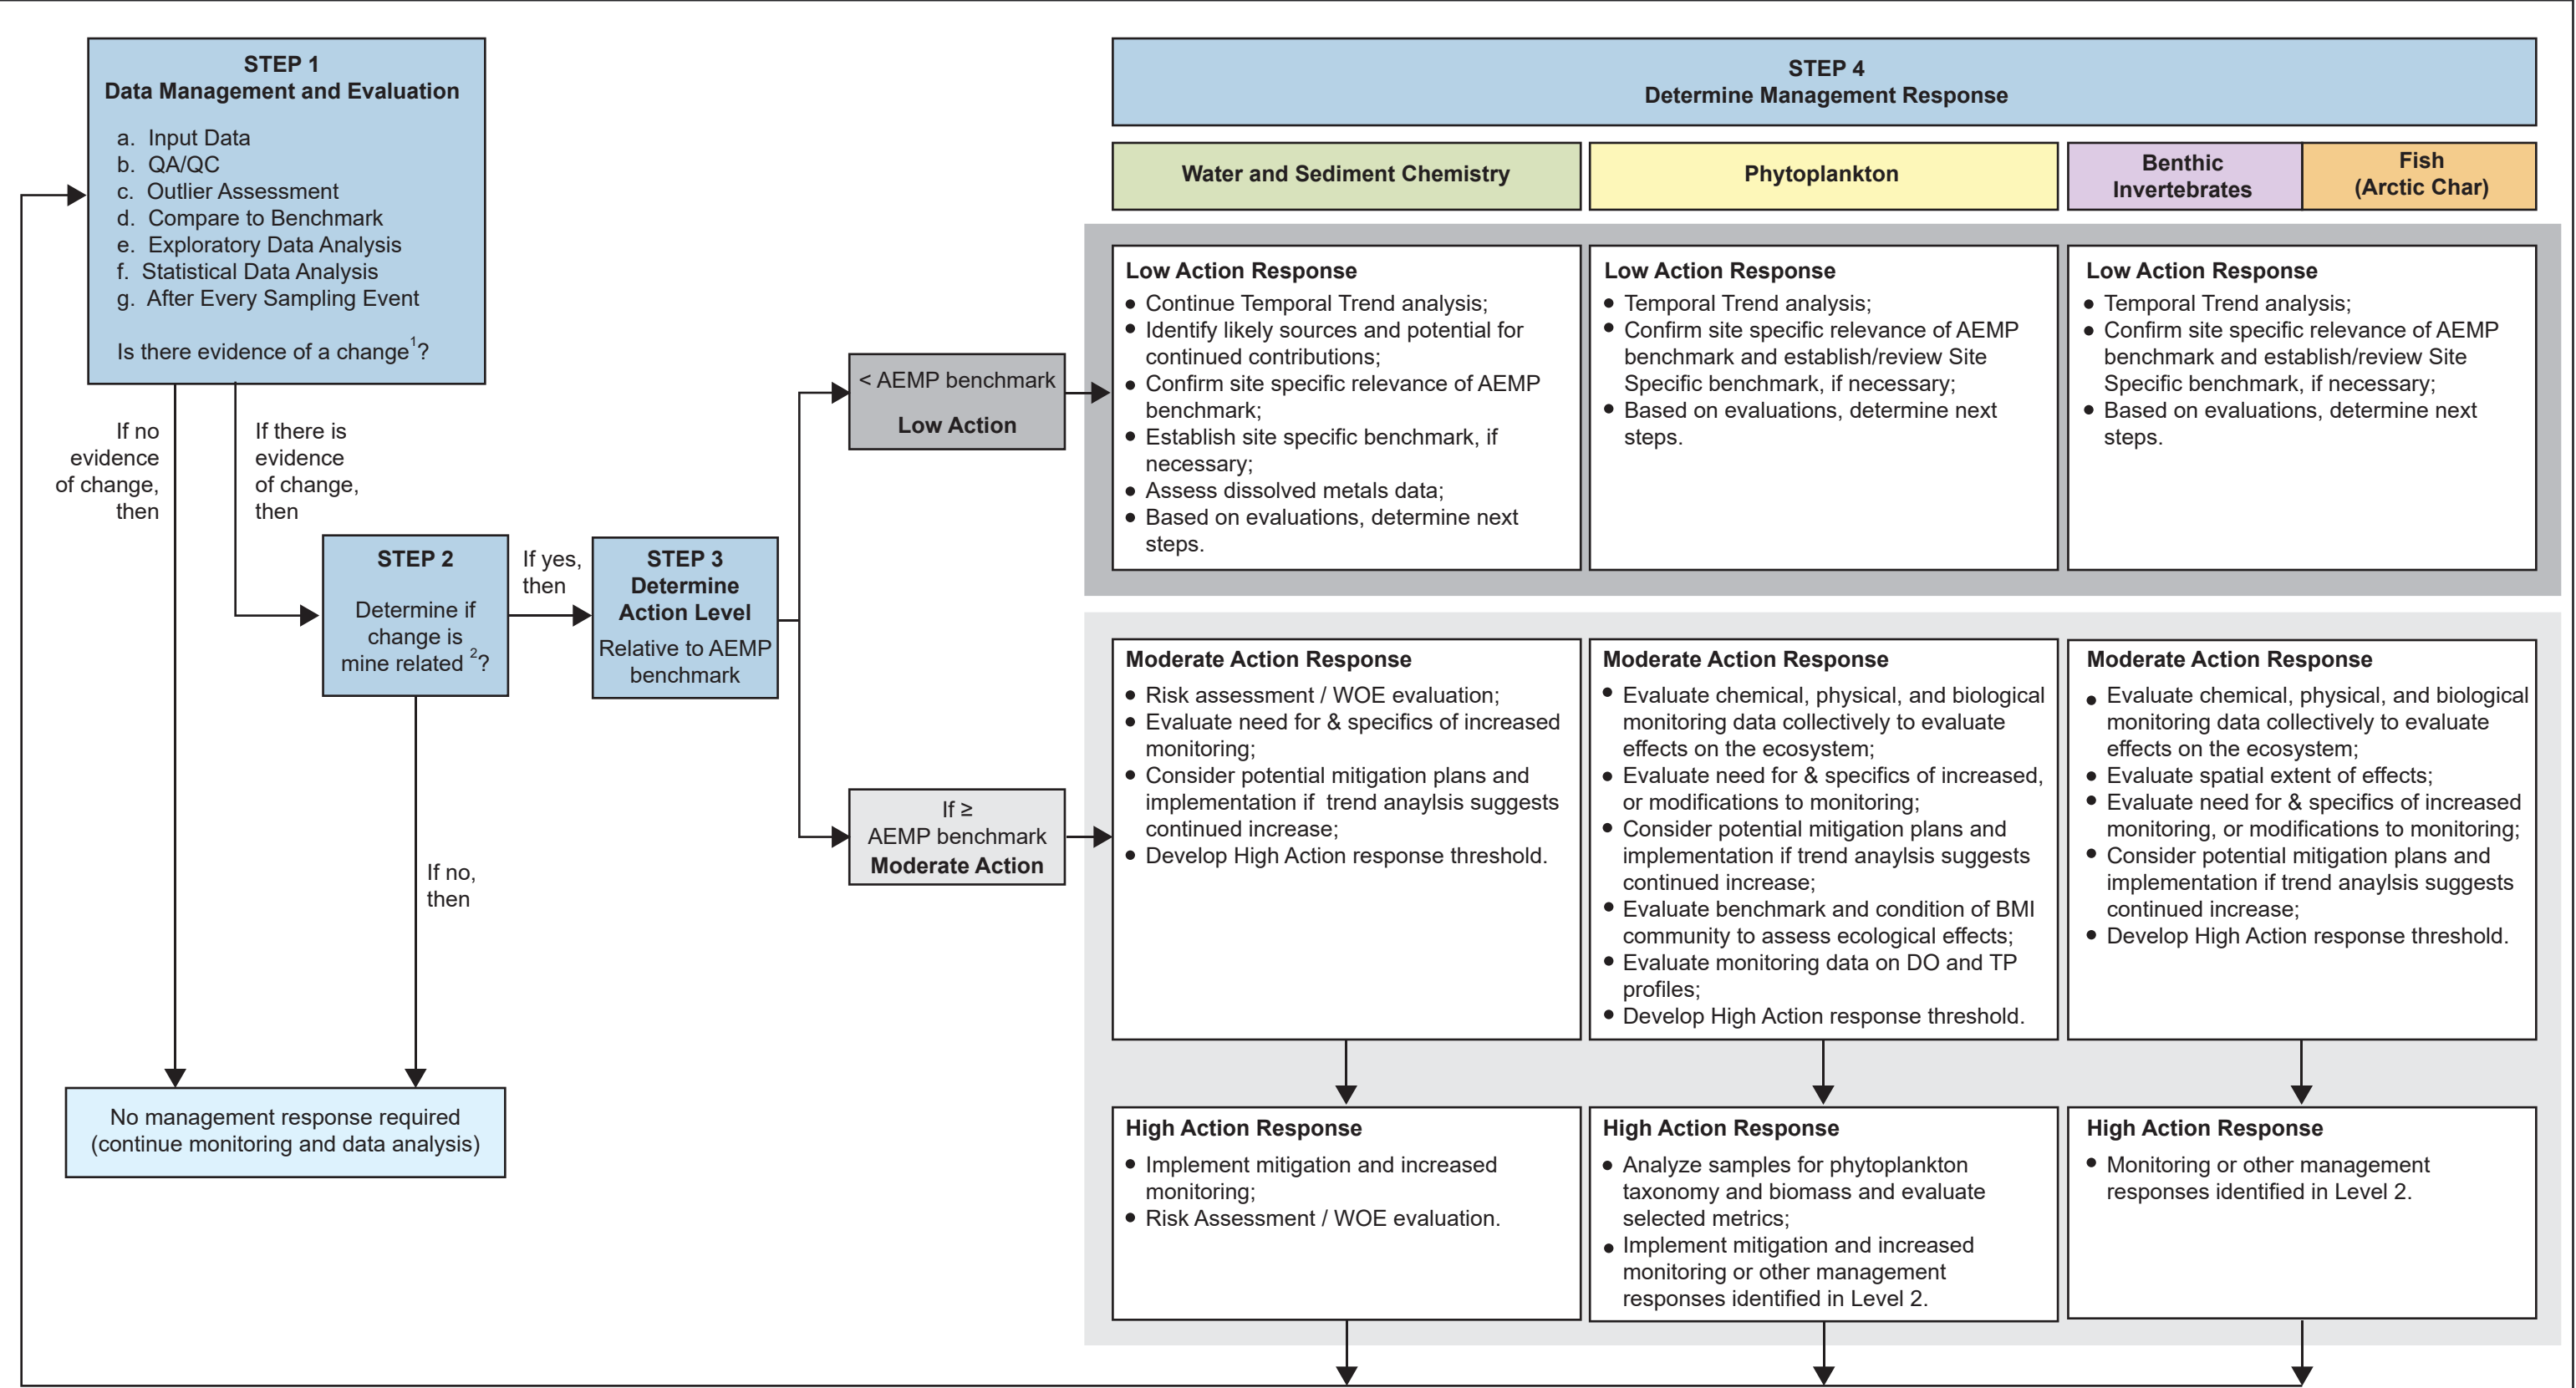 STEP 1
Data Management and Evaluation
a. Input Data
b. QA/QC
c. Outlier Assessment
d. Compare to Benchmark
e. Exploratory Data Analysis
f. Statistical Data Analysis
g. After Every Sampling Event
Is there evidence of a change1?
If no
evidence
of change,
then
If there is
evidence
of change,
then
STEP 2
Determine if
change is
mine related 2?
If yes,
then
If no,
then
No management response required
(continue monitoring and data analysis)
STEP 3
Determine
Action Level
Relative to AEMP
benchmark
< AEMP benchmark
Low Action
If ≥
AEMP benchmark
Moderate Action
STEP 4
Determine Management Response
Water and Sediment Chemistry
Phytoplankton
Benthic
Invertebrates
Fish
(Arctic Char)
Low Action Response
● Continue Temporal Trend analysis;
● Identify likely sources and potential for
continued contributions;
● Confirm site specific relevance of AEMP
benchmark;
● Establish site specific benchmark, if
necessary;
● Assess dissolved metals data;
● Based on evaluations, determine next
steps.
Low Action Response
● Temporal Trend analysis;
● Confirm site specific relevance of AEMP
benchmark and establish/review Site
Specific benchmark, if necessary;
● Based on evaluations, determine next
steps.
Low Action Response
● Temporal Trend analysis;
● Confirm site specific relevance of AEMP
benchmark and establish/review Site
Specific benchmark, if necessary;
● Based on evaluations, determine next
steps.
Moderate Action Response
● Risk assessment / WOE evaluation;
● Evaluate need for & specifics of increased
monitoring;
● Consider potential mitigation plans and
implementation if trend anaylsis suggests
continued increase;
● Develop High Action response threshold.
Moderate Action Response
● Evaluate chemical, physical, and biological
monitoring data collectively to evaluate
effects on the ecosystem;
● Evaluate need for & specifics of increased,
or modifications to monitoring;
● Consider potential mitigation plans and
implementation if trend anaylsis suggests
continued increase;
● Evaluate benchmark and condition of BMI
community to assess ecological effects;
● Evaluate monitoring data on DO and TP
profiles;
● Develop High Action response threshold.
Moderate Action Response
● Evaluate chemical, physical, and biological
monitoring data collectively to evaluate
effects on the ecosystem;
● Evaluate spatial extent of effects;
● Evaluate need for & specifics of increased
monitoring, or modifications to monitoring;
● Consider potential mitigation plans and
implementation if trend anaylsis suggests
continued increase;
● Develop High Action response threshold.
High Action Response
● Implement mitigation and increased
monitoring;
● Risk Assessment / WOE evaluation.
High Action Response
● Analyze samples for phytoplankton
taxonomy and biomass and evaluate
selected metrics;
● Implement mitigation and increased
monitoring or other management
responses identified in Level 2.
High Action Response
● Monitoring or other management
responses identified in Level 2.